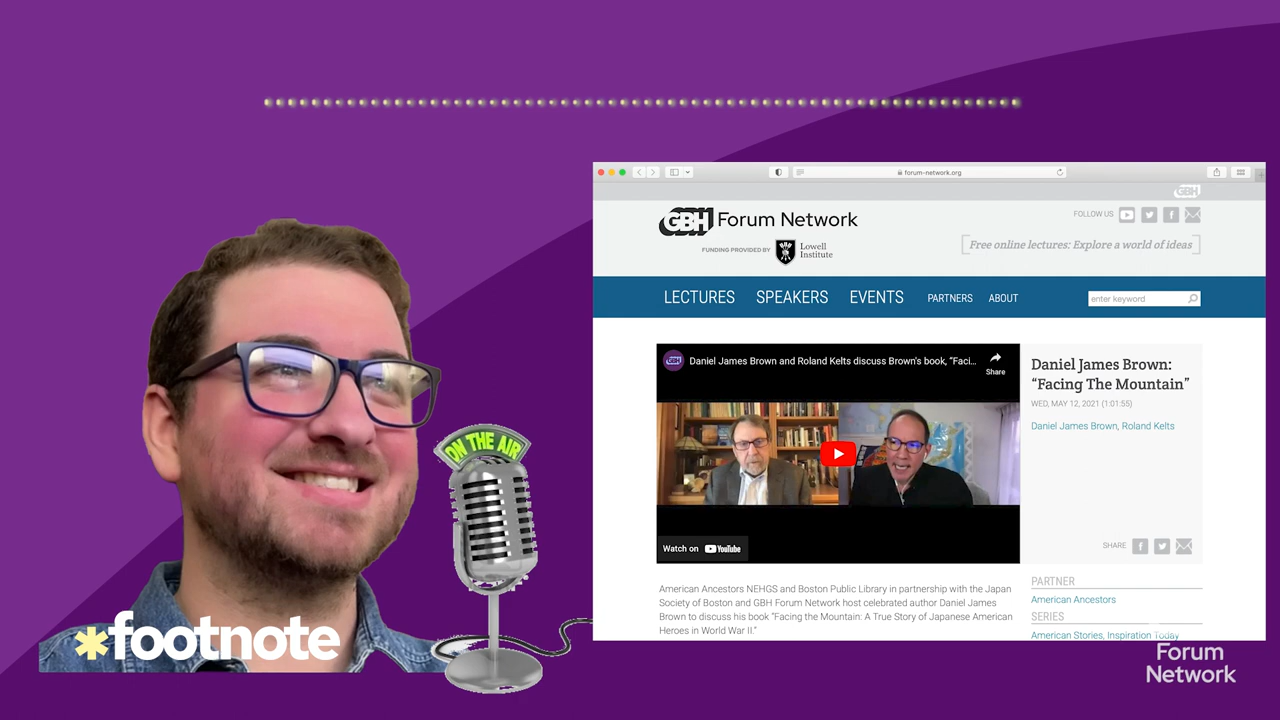 forum-network.org
GBH
GBH Forum Network
FOLLOW US
FUNDING PROVIDED BY Lowell Institute
Free online lectures: Explore a world of ideas
LECTURES SPEAKERS EVENTS PARTNERS ABOUT
enter keyword
GBH Daniel James Brown and Roland Kelts discuss Brown's book, "Faci...
Share
Watch on YouTube
Daniel James Brown:
"Facing The Mountain"
WED, MAY 12, 2021 (1:01:55)
Daniel James Brown, Roland Kelts
SHARE
American Ancestors NEHGS and Boston Public Library in partnership with the Japan
Society of Boston and GBH Forum Network host celebrated author Daniel James
Brown to discuss his book "Facing the Mountain: A True Story of Japanese American
Heroes in World War II."
PARTNER
American Ancestors
SERIES
American Stories, Inspiration Today
ON THE AIR
*footnote
Forum
Network